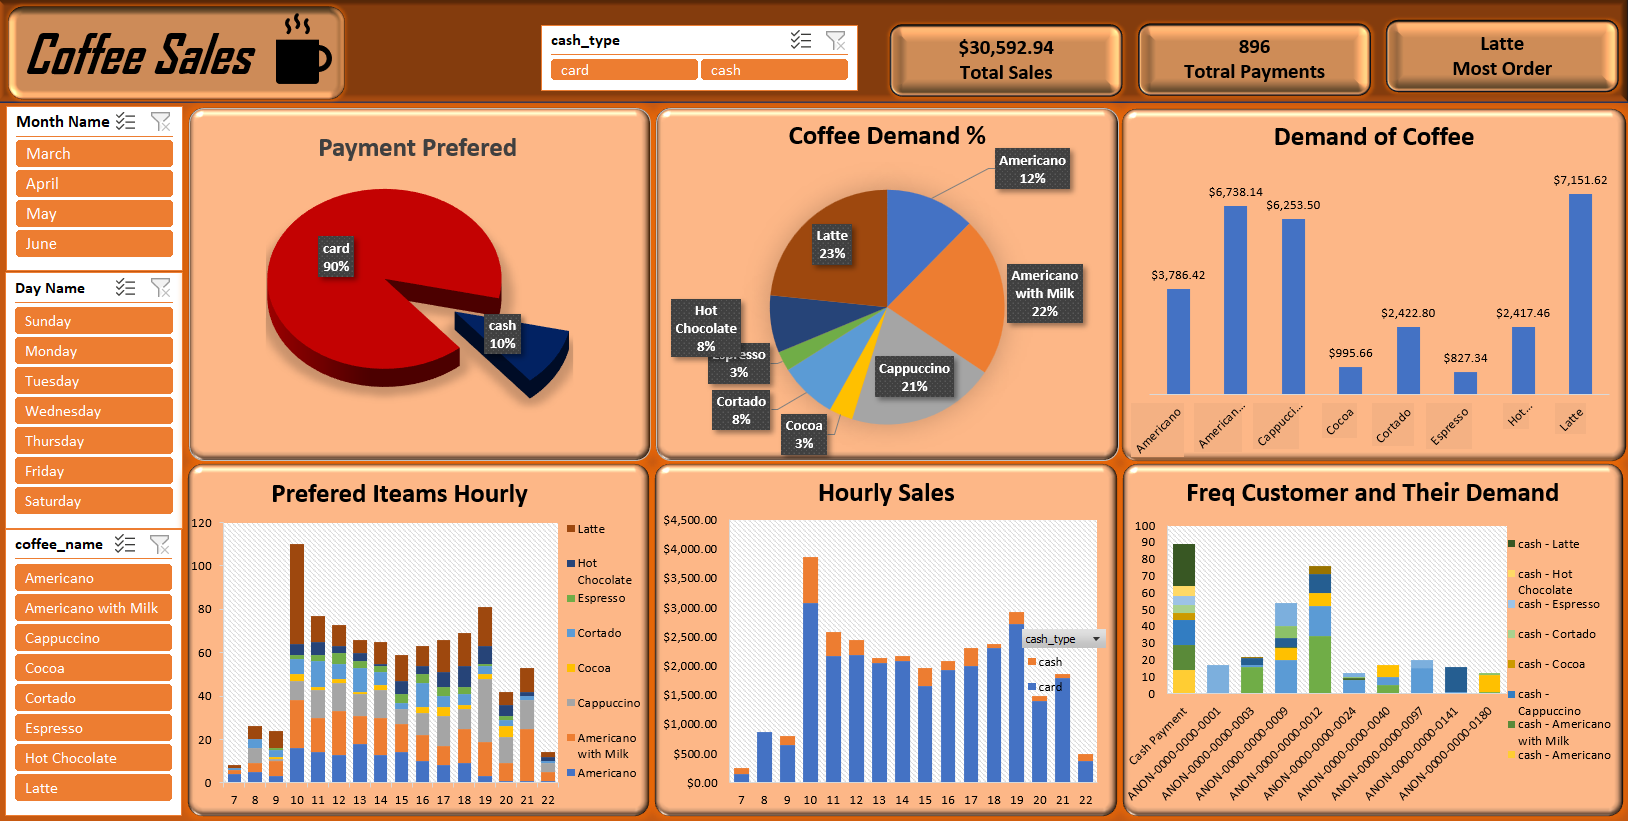 Coffee Sales
cash_type
card
cash
$30,592.94
Total Sales
896
Totral Payments
Latte
Most Order
Month Name
March
April
May
June
Day Name
Sunday
Monday
Tuesday
Wednesday
Thursday
Friday
Saturday
coffee_name
Americano
Americano with Milk
Cappuccino
Cocoa
Cortado
Espresso
Hot Chocolate
Latte
Payment Prefered
card
90%
cash
10%
Coffee Demand %
Americano
12%
Americano
with Milk
22%
Latte
23%
Hot
Chocolate
8%
3%
Cappuccino
21%
Cortado
8%
Cocoa
3%
Demand of Coffee
$3,786.42
$6,738.14
$6,253.50
$995.66
$2,422.80
$827.34
$2,417.46
$7,151.62
Americano
American...
Cappucci...
Cocoa
Cortado
Espresso
Hot...
Latte
Prefered Iteams Hourly
120
100
80
60
40
20
0
7 8 9 10 11 12 13 14 15 16 17 18 19 20 21 22
Latte
Hot
Chocolate
Espresso
Cortado
Cocoa
Cappuccino
Americano
with Milk
Americano
Hourly Sales
$4,500.00
$4,000.00
$3,500.00
$3,000.00
$2,500.00
$2,000.00
$1,500.00
$1,000.00
$500.00
$0.00
7 8 9 10 11 12 13 14 15 16 17 18 19 20 21 22
cash_type
cash
card
Freq Customer and Their Demand
100
90
80
70
60
50
40
30
20
10
0
Cash Payment
ANON-0000-0000-0001
ANON-0000-0000-0003
ANON-0000-0000-0009
ANON-0000-0000-0012
ANON-0000-0000-0024
ANON-0000-0000-0040
ANON-0000-0000-0097
ANON-0000-0000-0141
ANON-0000-0000-0180
cash - Latte
cash - Hot
Chocolate
cash - Espresso
cash - Cortado
cash - Cocoa
cash -
Cappuccino
cash - Americano
with Milk
cash - Americano